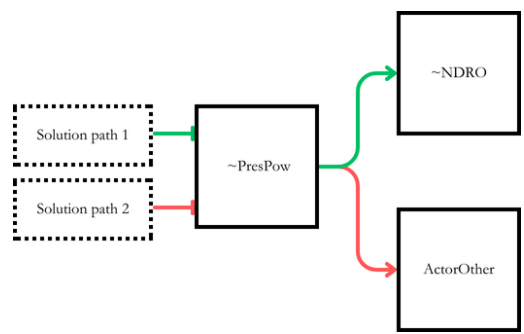 ~NDRO
Solution path 1
~PresPow
Solution path 2
ActorOther